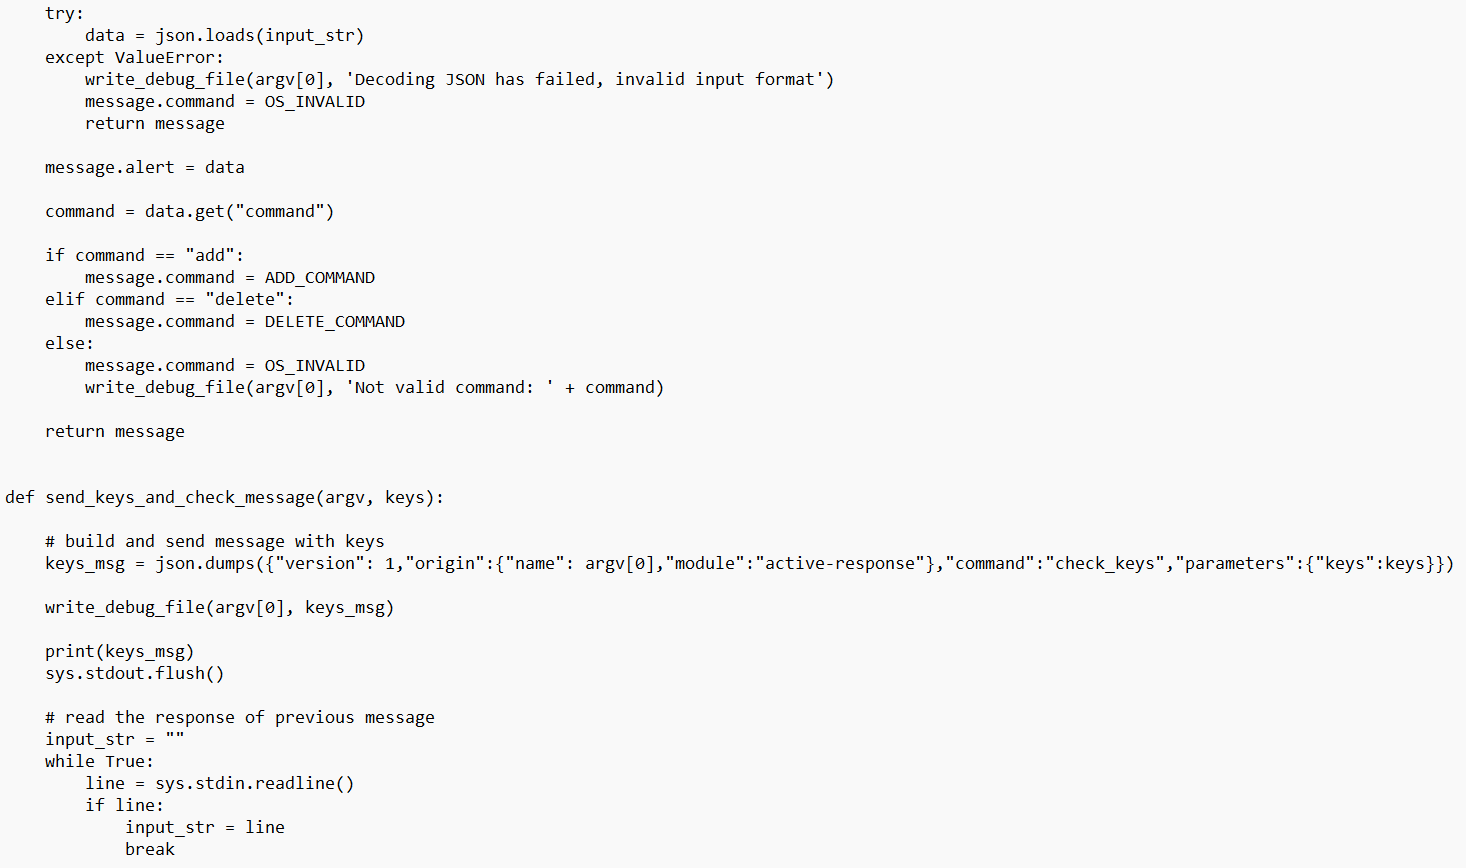 try:
        data = json.loads(input_str)
    except ValueError:
        write_debug_file(argv[0], 'Decoding JSON has failed, invalid input format')
        message.command = OS_INVALID
        return message

    message.alert = data

    command = data.get("command")

    if command == "add":
        message.command = ADD_COMMAND
    elif command == "delete":
        message.command = DELETE_COMMAND
    else:
        message.command = OS_INVALID
        write_debug_file(argv[0], 'Not valid command: ' + command)

    return message


def send_keys_and_check_message(argv, keys):

    # build and send message with keys
    keys_msg = json.dumps({"version": 1,"origin":{"name": argv[0],"module":"active-response"},"command":"check_keys","parameters":{"keys":keys}})

    write_debug_file(argv[0], keys_msg)

    print(keys_msg)
    sys.stdout.flush()

    # read the response of previous message
    input_str = ""
    while True:
        line = sys.stdin.readline()
        if line:
            input_str = line
            break